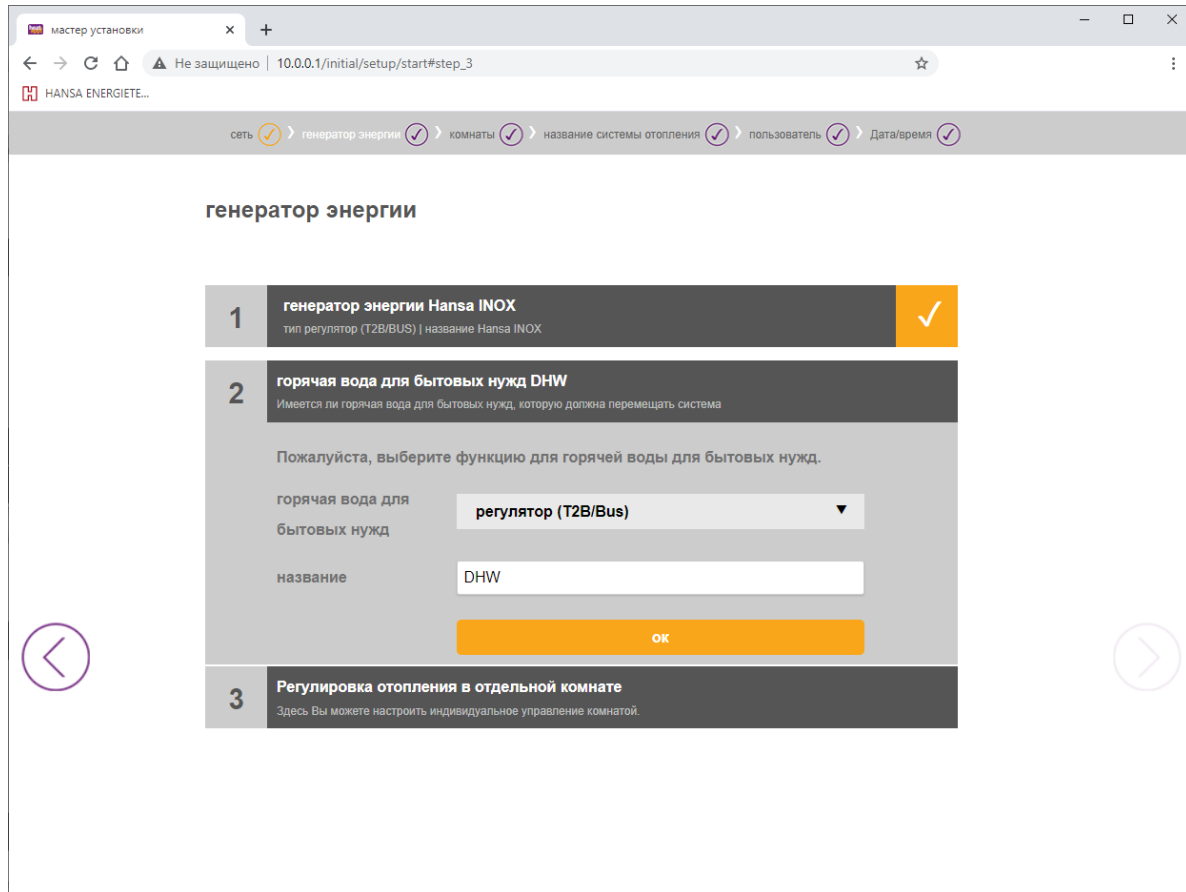 мастер установки
Не защищено | 10.0.0.1/initial/setup/start#step_3
HANSA ENERGIETE...
сеть генератор энергии комнаты название системы отопления пользователь Дата/время
генератор энергии
1
генератор энергии Hansa INOX
тип регулятор (T2B/BUS) | название Hansa INOX
2
горячая вода для бытовых нужд DHW
Имеется ли горячая вода для бытовых нужд, которую должна перемещать система
Пожалуйста, выберите функцию для горячей воды для бытовых нужд.
горячая вода для
бытовых нужд
регулятор (T2B/Bus)
название
DHW
ок
3
Регулировка отопления в отдельной комнате
Здесь Вы можете настроить индивидуальное управление комнатой.